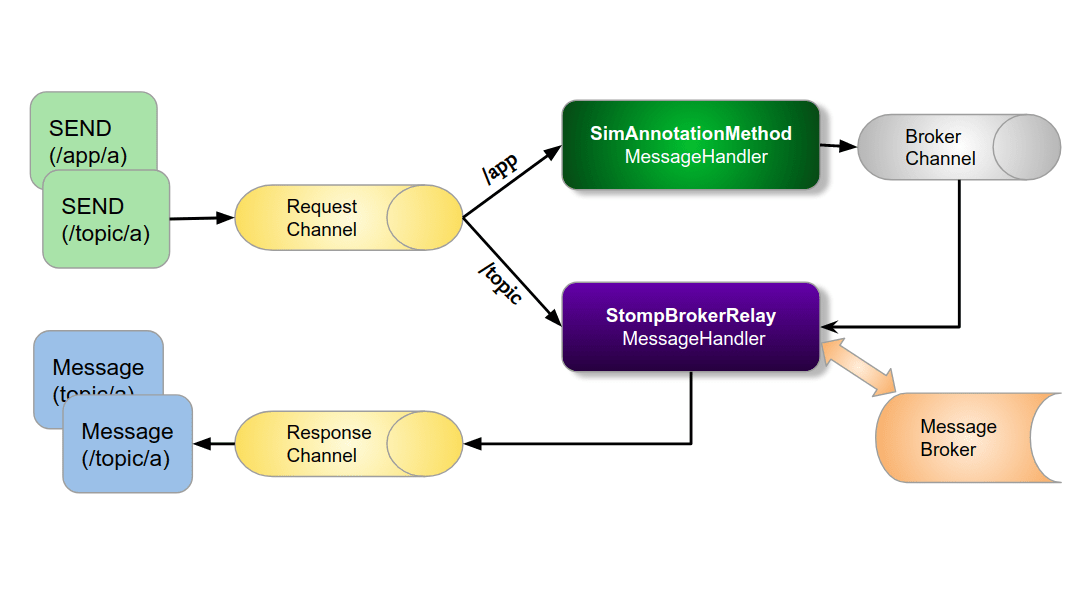 SEND
(/app/a)
SEND
(/topic/a)
Request
Channel
/app
/topic
SimAnnotationMethod
MessageHandler
Broker
Channel
StompBrokerRelay
MessageHandler
Message
(topic/a)
Message
(/topic/a)
Response
Channel
Message
Broker